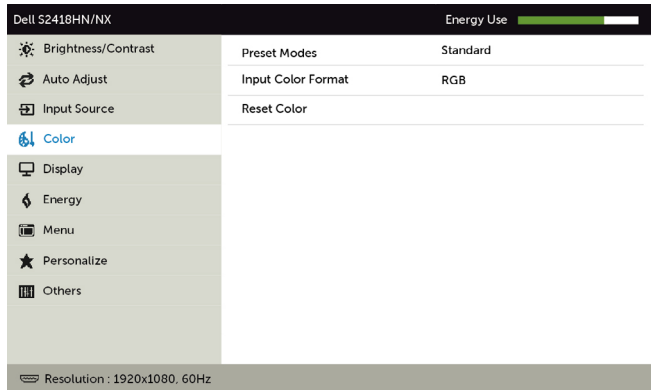 Dell S2418HN/NX Energy Use
Brightness/Contrast
Auto Adjust
Input Source
Color
Display
Energy
Menu
Personalize
Others
Preset Modes Standard
Input Color Format RGB
Reset Color
Resolution : 1920x1080, 60Hz